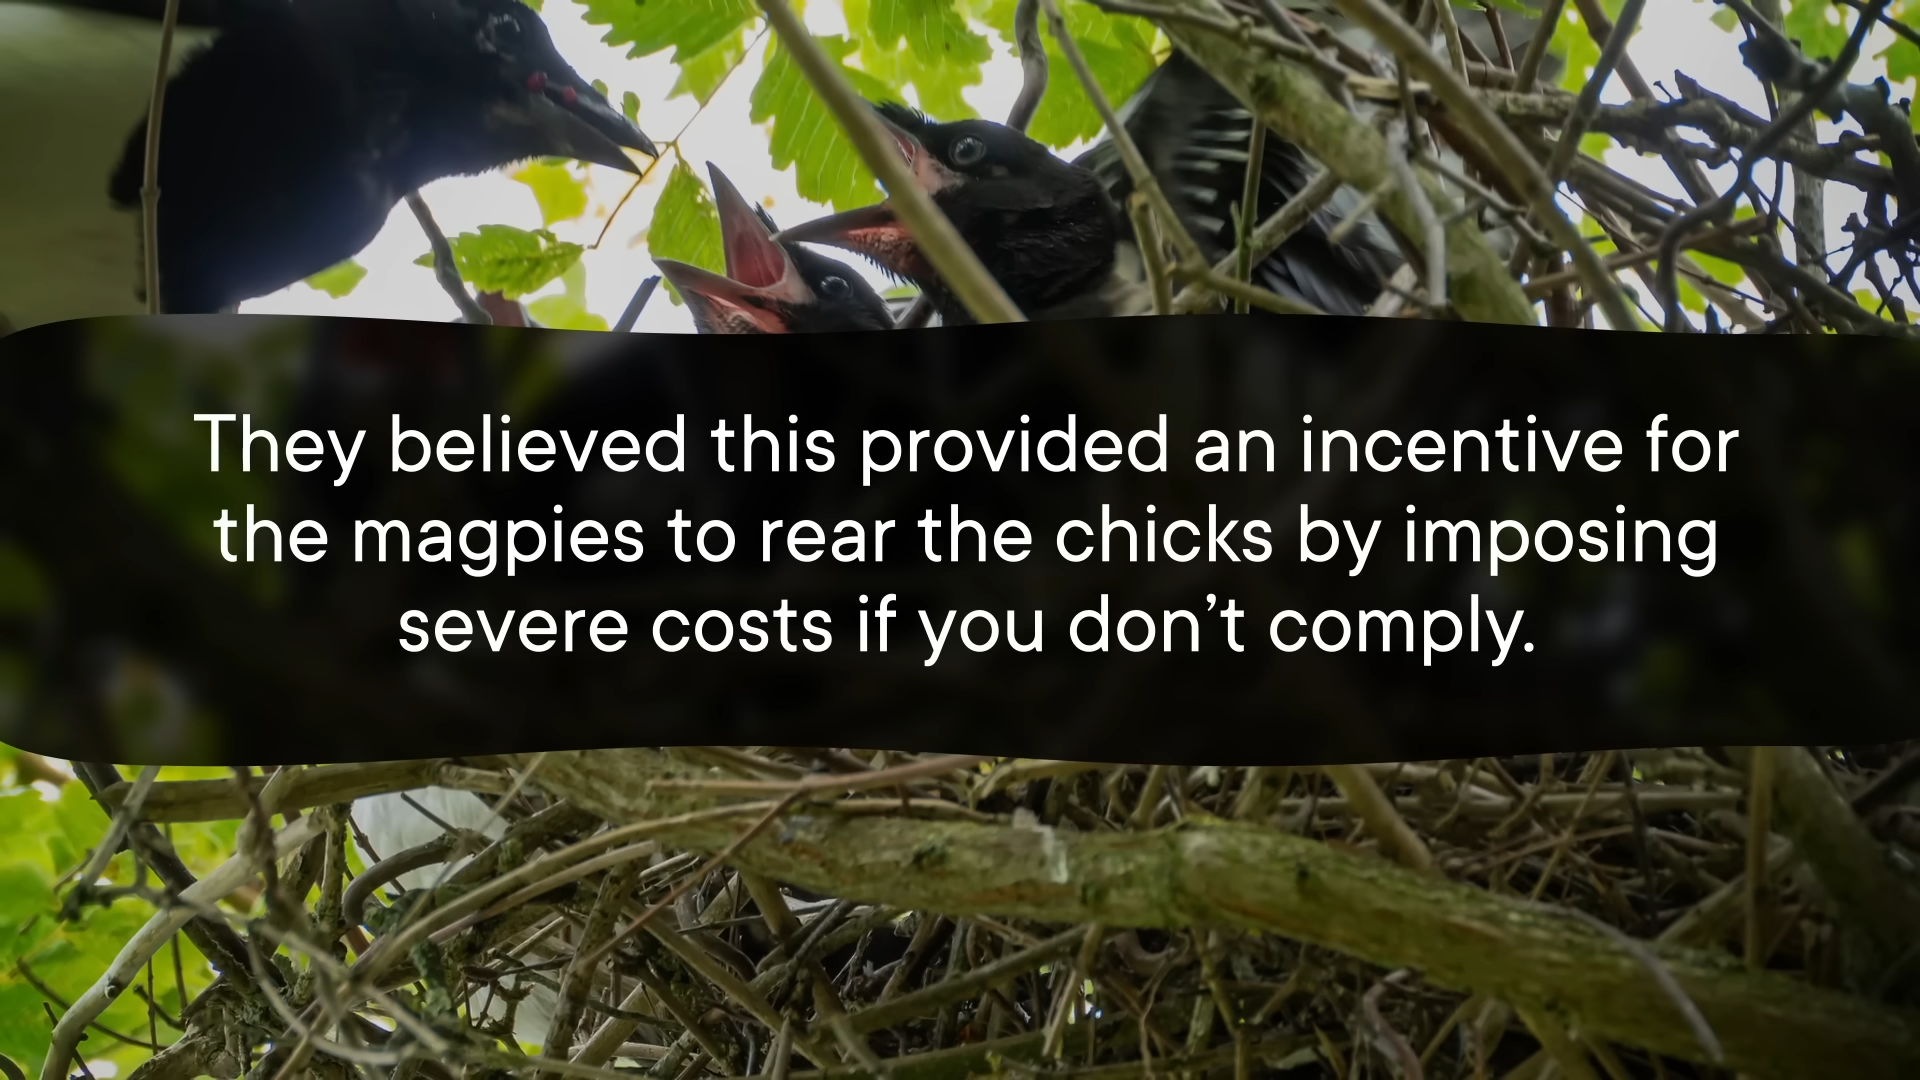 They believed this provided an incentive for
the magpies to rear the chicks by imposing
severe costs if you don’t comply.